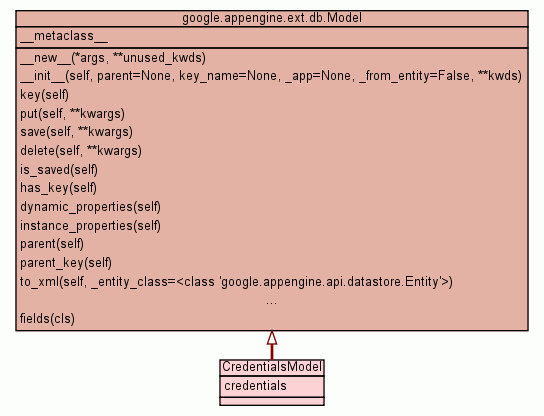 google.appengine.ext.db.Model
__metaclass__
__new__(*args, **unused_kwds)
__init__(self, parent=None, key_name=None, _app=None, _from_entity=False, **kwds)
key(self)
put(self, **kwargs)
save(self, **kwargs)
delete(self, **kwargs)
is_saved(self)
has_key(self)
dynamic_properties(self)
instance_properties(self)
parent(self)
parent_key(self)
to_xml(self, _entity_class=<class 'google.appengine.api.datastore.Entity'>)
...
fields(cls)
CredentialsModel
credentials